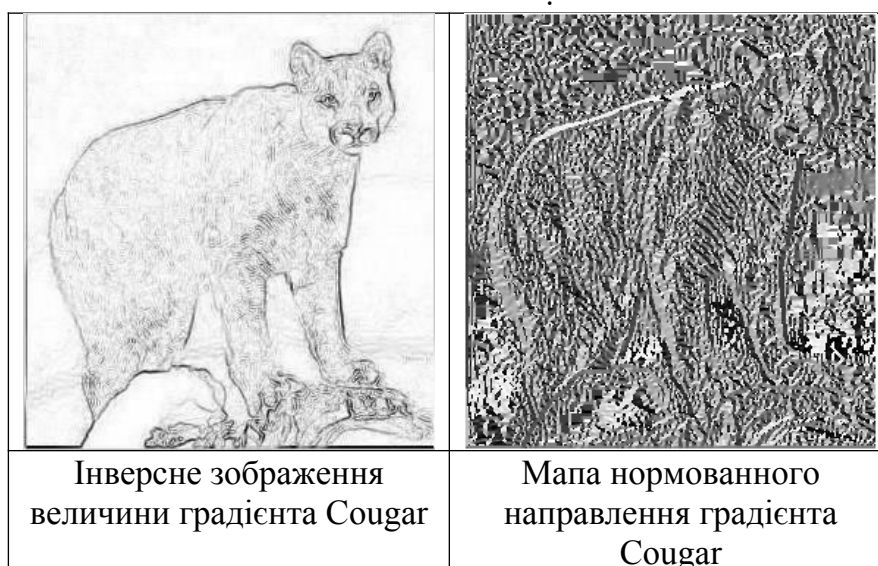 Інверсне зображення
величини градієнта Cougar
Мапа нормованного
направлення градієнта
Cougar